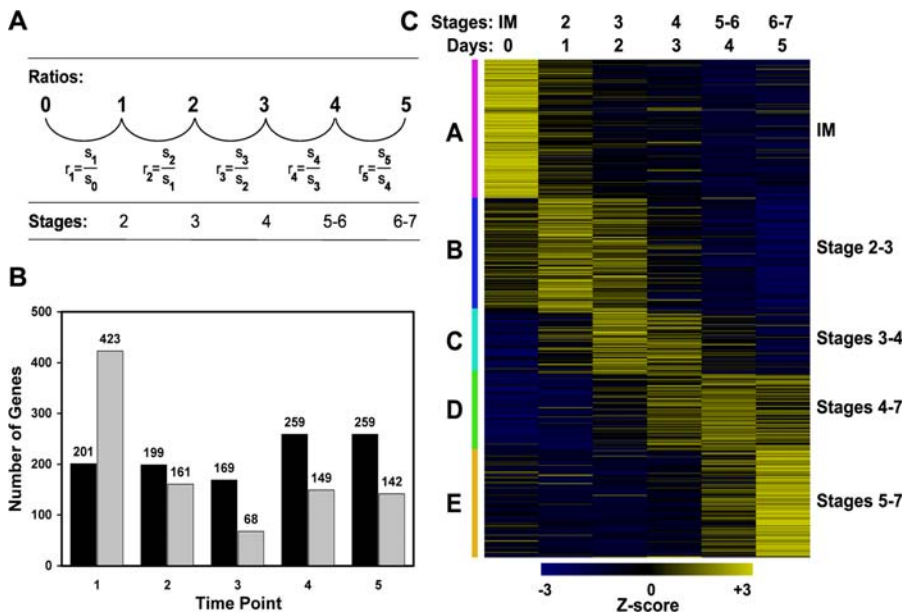 A
Ratios:
0 1 2 3 4 5
r1=s1/s0 r2=s2/s1 r3=s3/s2 r4=s4/s3 r5=s5/s4
Stages: 2 3 4 5-6 6-7
B
Number of Genes
500
400
300
200
100
0
201 423
199 161
169 68
259 149
259 142
1 2 3 4 5
Time Point
C
Stages: IM 2 3 4 5-6 6-7
Days: 0 1 2 3 4 5
A IM
B Stage 2-3
C Stages 3-4
D Stages 4-7
E Stages 5-7
-3 0 +3
Z-score